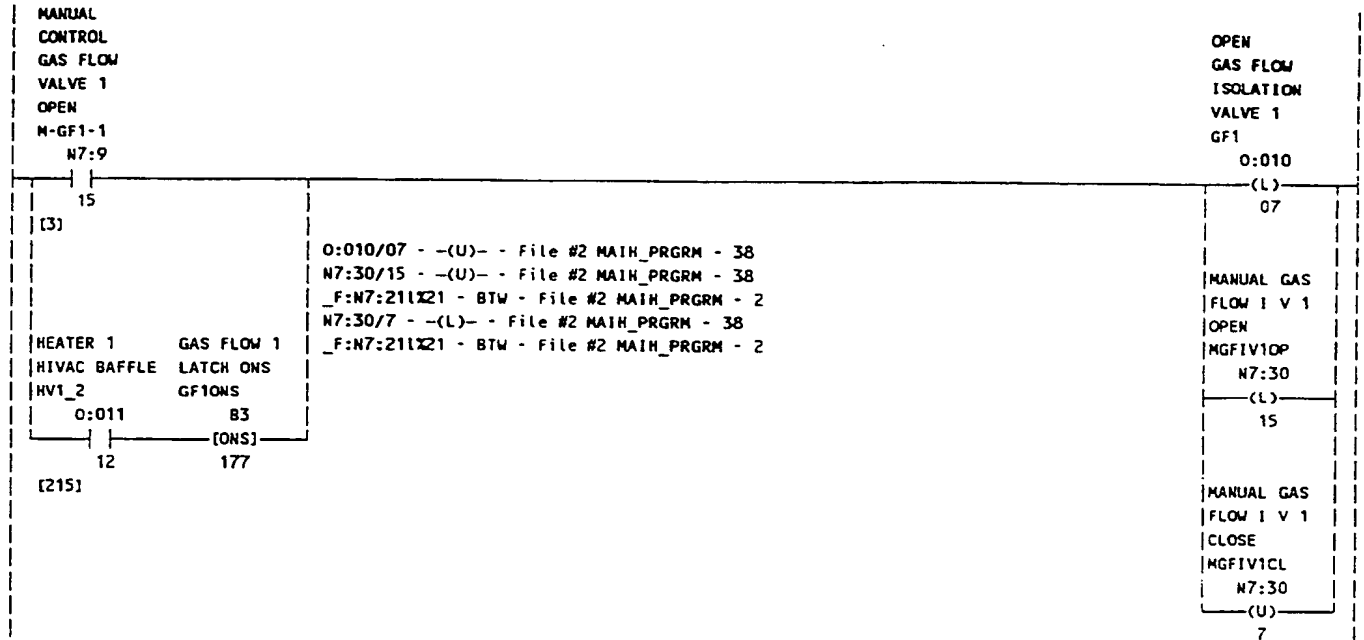 MANUAL
CONTROL
GAS FLOW
VALVE 1
OPEN
M-GF1-1
N7:9
15
[3]
OPEN
GAS FLOW
ISOLATION
VALVE 1
GF1
O:010
(L)
07
O:010/07 - -(U)- - File #2 MAIN_PRGRM - 38
N7:30/15 - -(U)- - File #2 MAIN_PRGRM - 38
_F:N7:211%21 - BTW - File #2 MAIN_PRGRM - 2
N7:30/7 - -(L)- - File #2 MAIN_PRGRM - 38
_F:N7:211%21 - BTW - File #2 MAIN_PRGRM - 2
HEATER 1
HIVAC BAFFLE
HV1_2
O:011
12
[215]
GAS FLOW 1
LATCH ONS
GF1ONS
B3
[ONS]
177
MANUAL GAS
FLOW I V 1
OPEN
MGFIV1OP
N7:30
(L)
15
MANUAL GAS
FLOW I V 1
CLOSE
MGFIV1CL
N7:30
(U)
7